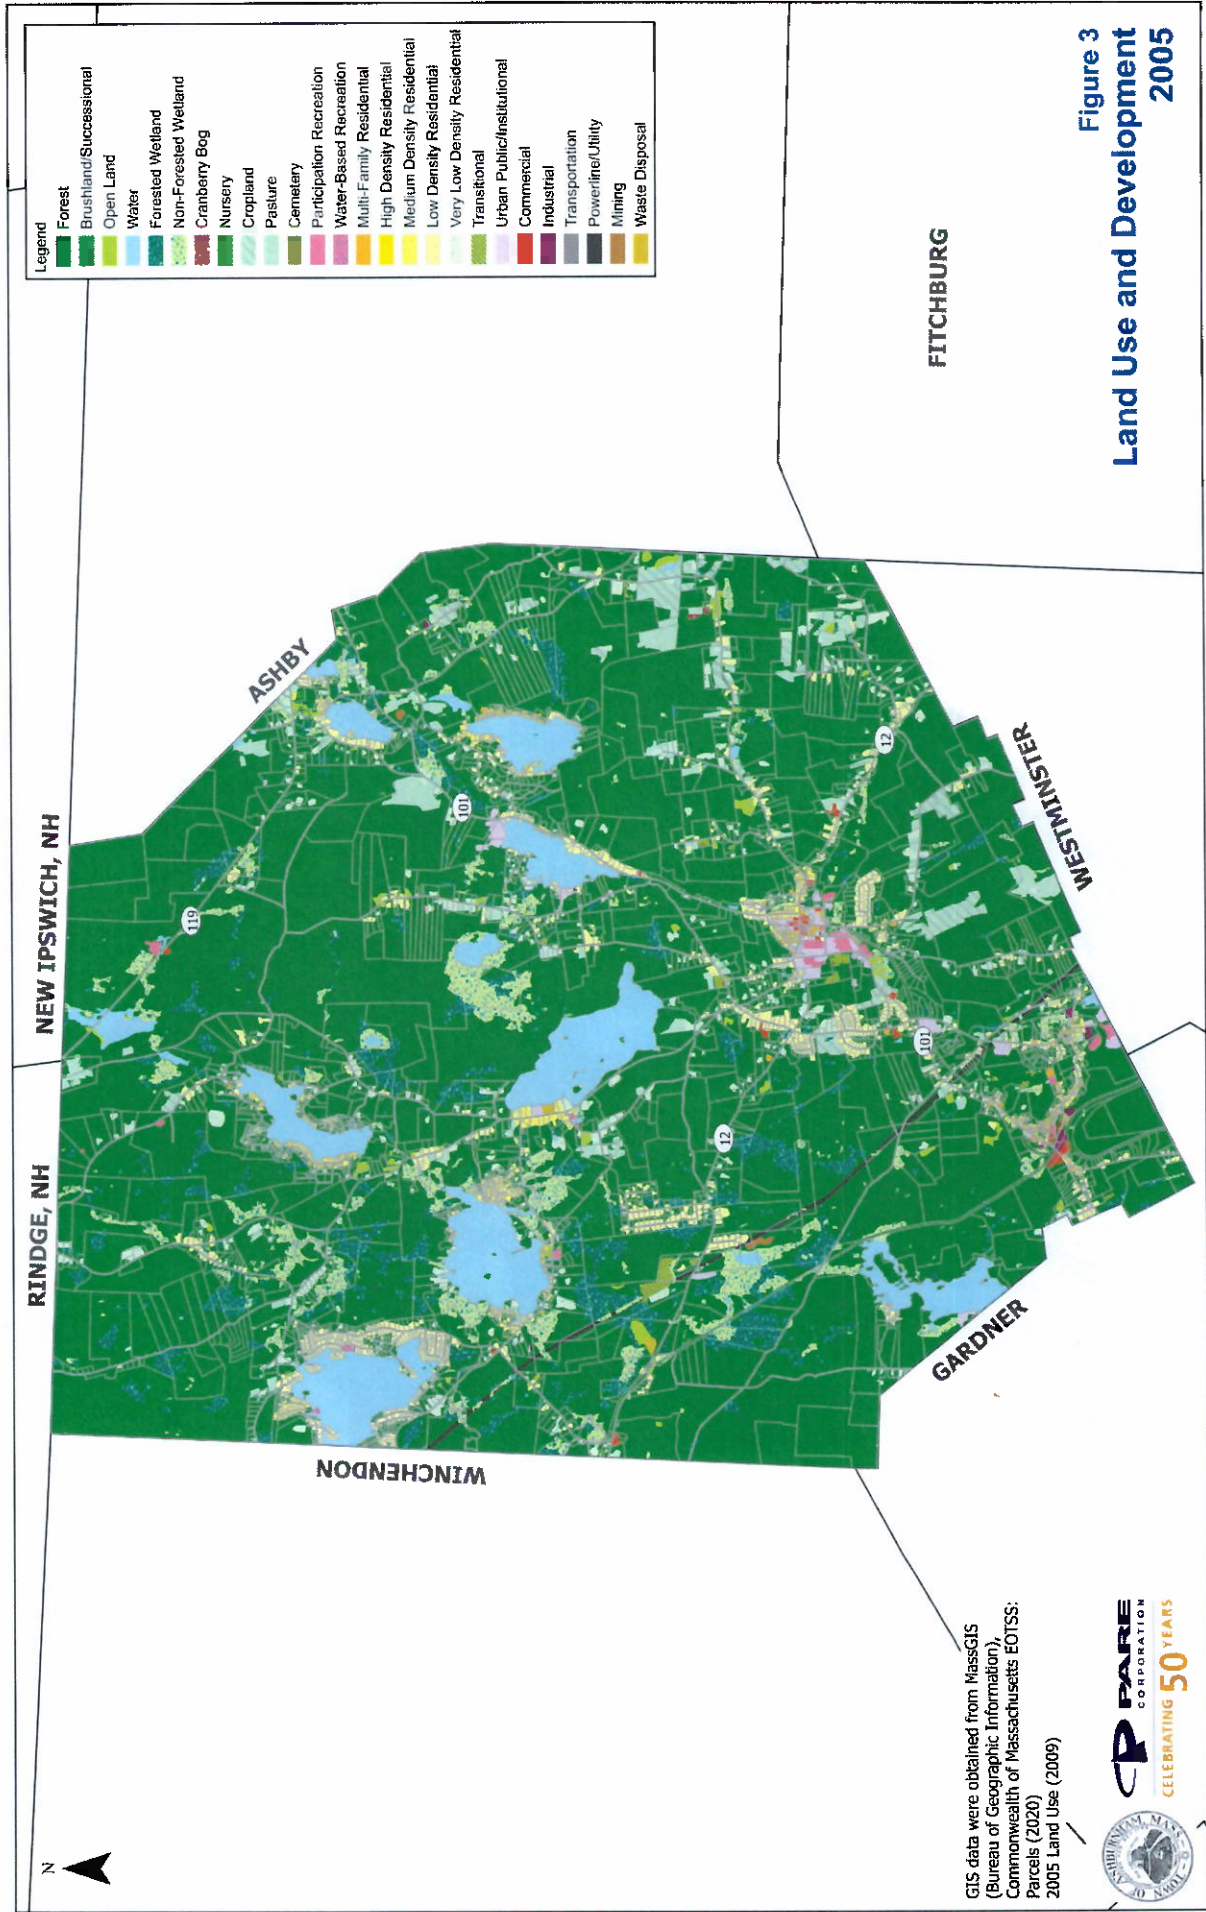 N
RINDGE, NH
NEW IPSWICH, NH
ASHBY
WINCHENDON
GARDNER
WESTMINSTER
FITCHBURG
119
101
12
12
101
Legend
Forest
Brushland/Successional
Open Land
Water
Forested Wetland
Non-Forested Wetland
Cranberry Bog
Nursery
Cropland
Pasture
Cemetery
Participation Recreation
Water-Based Recreation
Multi-Family Residential
High Density Residential
Medium Density Residential
Low Density Residential
Very Low Density Residential
Transitional
Urban Public/Institutional
Commercial
Industrial
Transportation
Powerline/Utility
Mining
Waste Disposal
GIS data were obtained from MassGIS
(Bureau of Geographic Information),
Commonwealth of Massachusetts EOTSS:
Parcels (2020)
2005 Land Use (2009)
TOWN OF ASHBURNHAM, MASS
PARE
CORPORATION
CELEBRATING 50 YEARS
Figure 3
Land Use and Development
2005